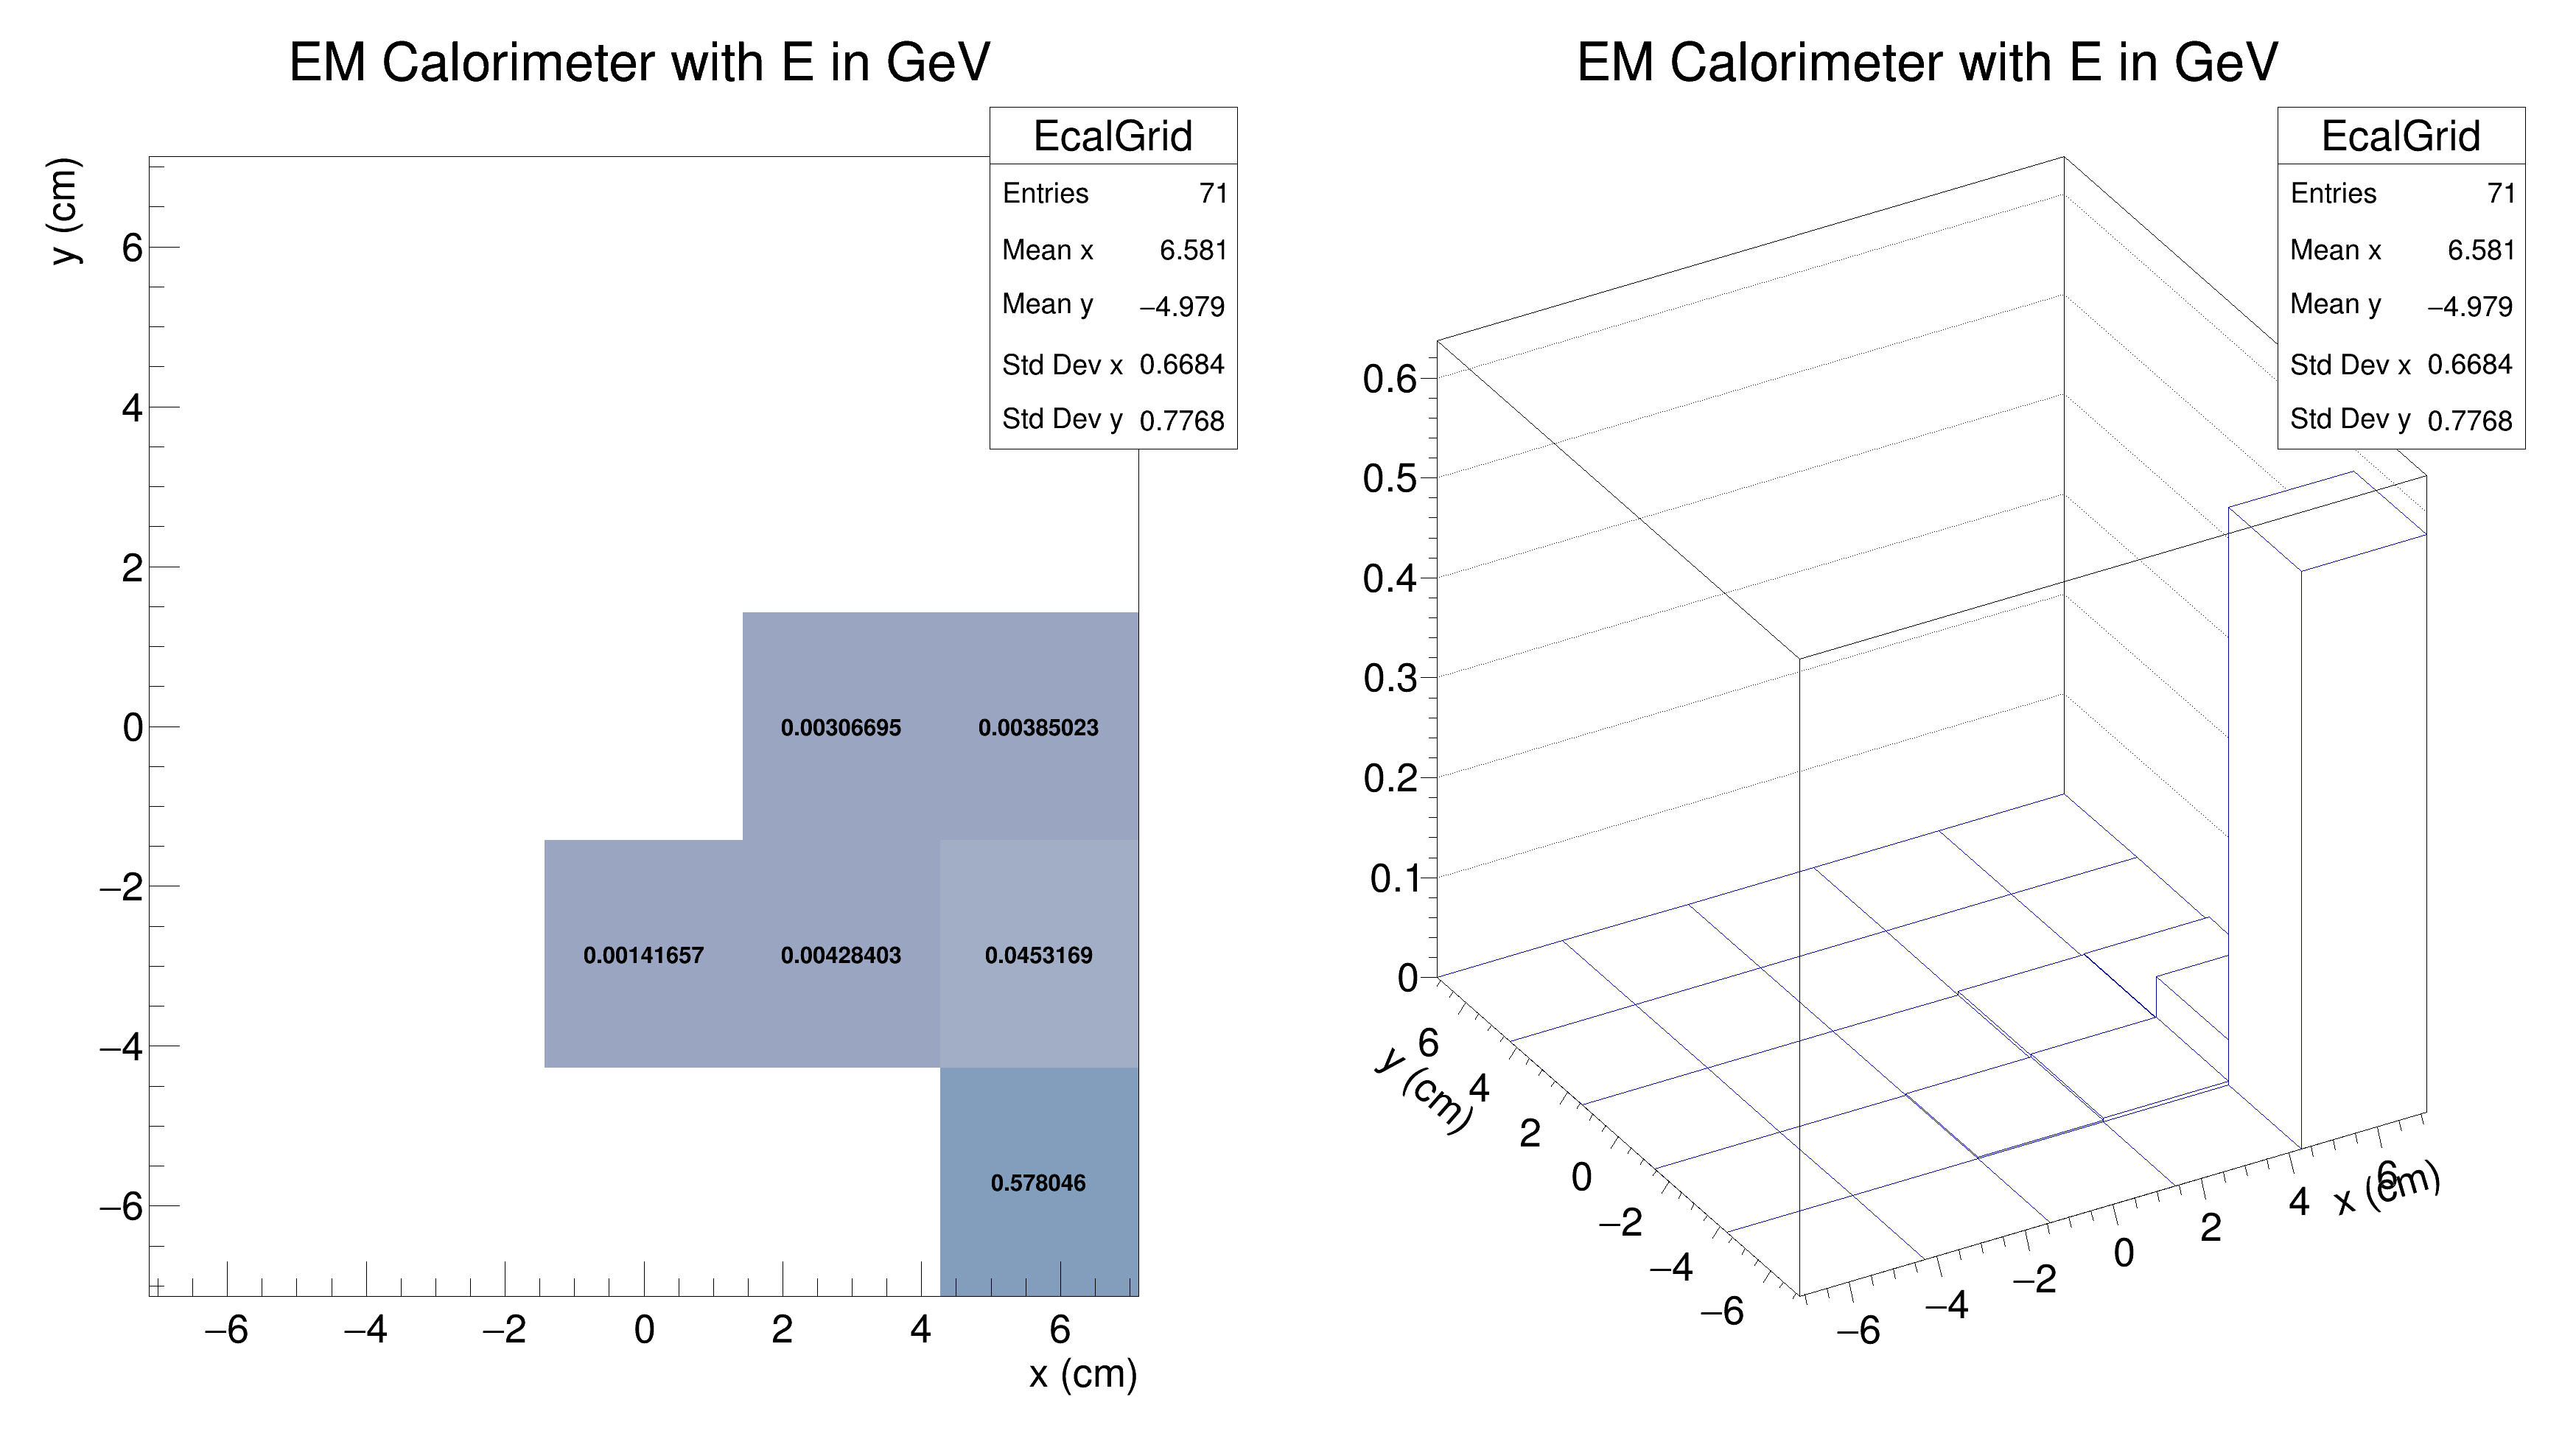 EM Calorimeter with E in GeV
EcalGrid
Entries 71
Mean x 6.581
Mean y −4.979
Std Dev x 0.6684
Std Dev y 0.7768
y (cm)
6
4
2
0
−2
−4
−6
0.00306695 0.00385023
0.00141657 0.00428403 0.0453169
0.578046
−6 −4 −2 0 2 4 6
x (cm)
EM Calorimeter with E in GeV
EcalGrid
Entries 71
Mean x 6.581
Mean y −4.979
Std Dev x 0.6684
Std Dev y 0.7768
0.6
0.5
0.4
0.3
0.2
0.1
0
y (cm)
6
4
2
0
−2
−4
−6
−6 −4 −2 0 2 4 6
x (cm)